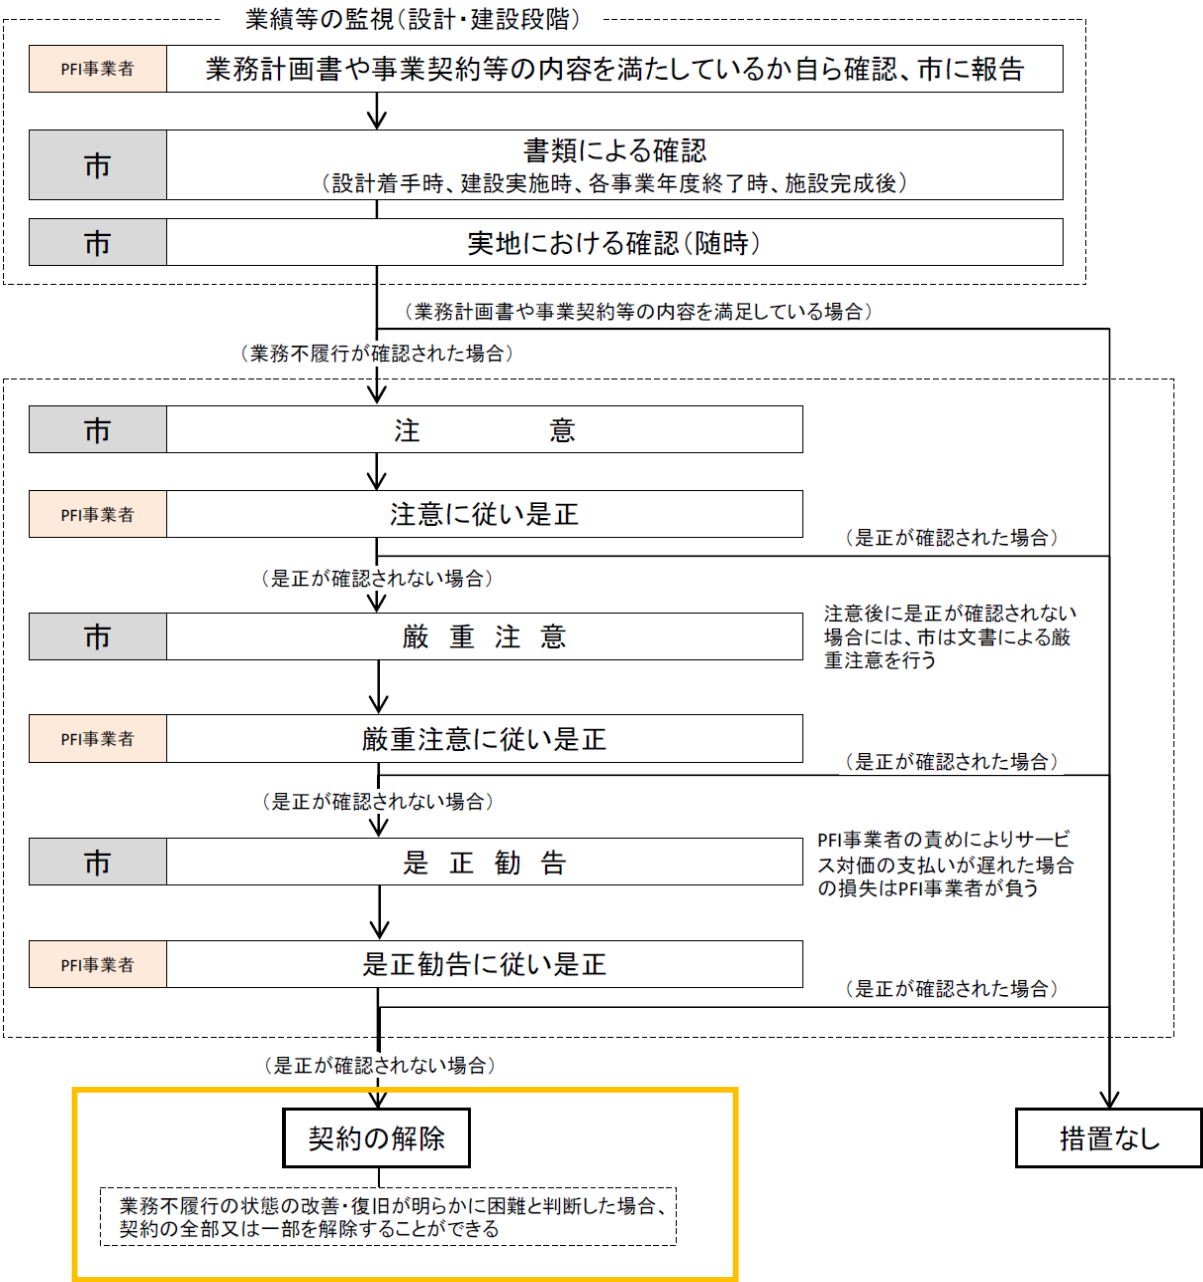 業績等の監視(設計・建設段階)
PFI事業者
業務計画書や事業契約等の内容を満たしているか自ら確認、市に報告
市
書類による確認
(設計着手時、建設実施時、各事業年度終了時、施設完成後)
市
実地における確認(随時)
(業務計画書や事業契約等の内容を満足している場合)
(業務不履行が確認された場合)
市
注 意
PFI事業者
注意に従い是正
(是正が確認された場合)
(是正が確認されない場合)
市
厳 重 注 意
注意後に是正が確認されない
場合には、市は文書による厳
重注意を行う
PFI事業者
厳重注意に従い是正
(是正が確認された場合)
(是正が確認されない場合)
市
是 正 勧 告
PFI事業者の責めによりサービ
ス対価の支払いが遅れた場合
の損失はPFI事業者が負う
PFI事業者
是正勧告に従い是正
(是正が確認された場合)
(是正が確認されない場合)
契約の解除
措置なし
業務不履行の状態の改善・復旧が明らかに困難と判断した場合、
契約の全部又は一部を解除することができる